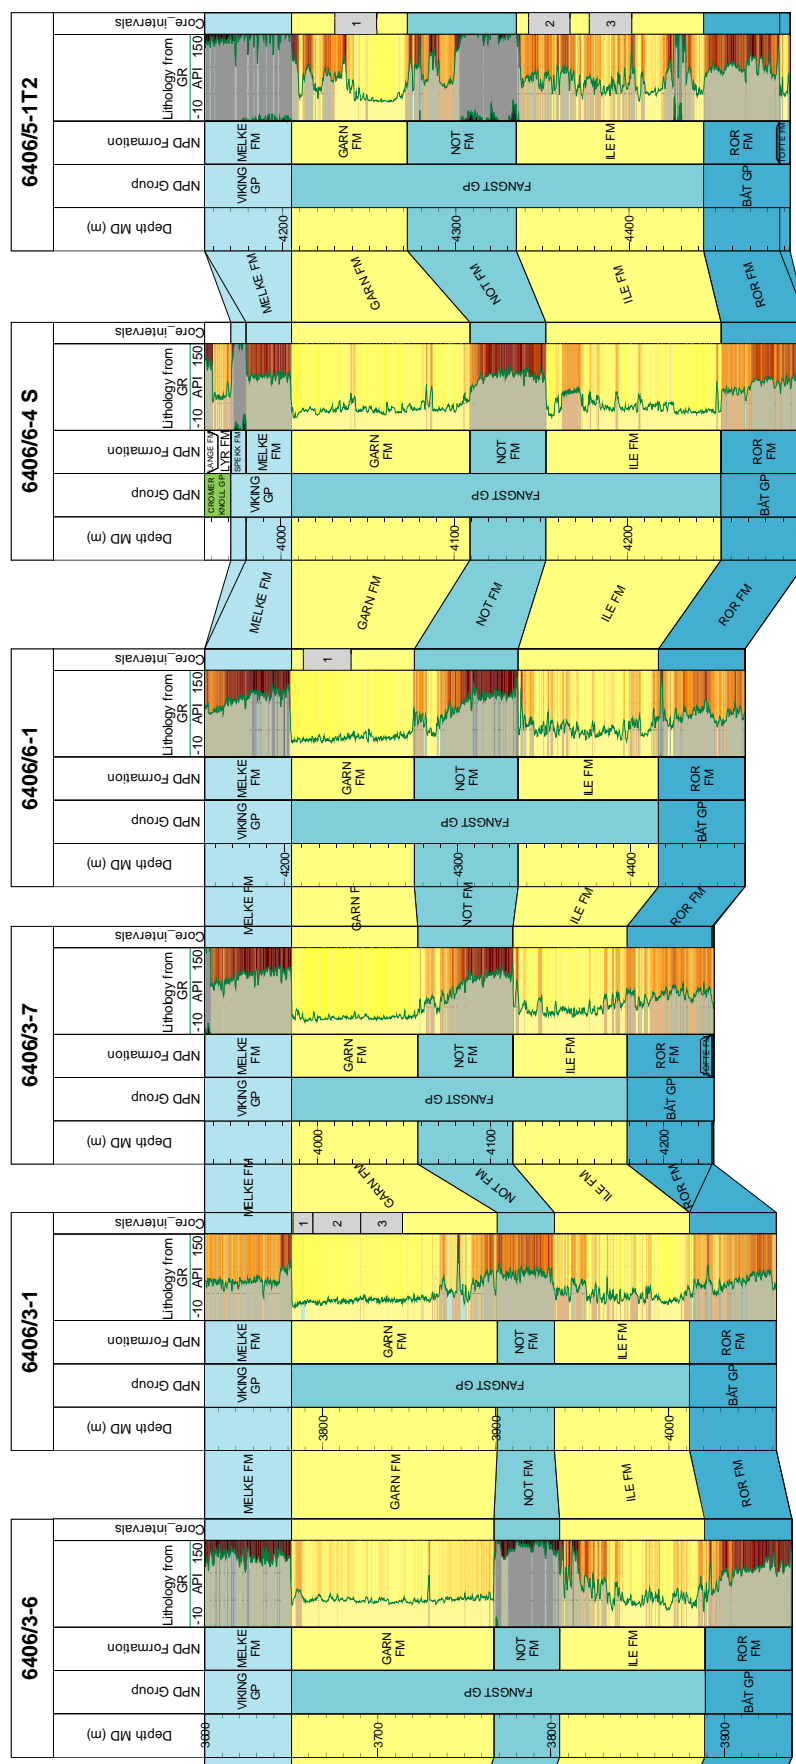 6406/3-6
Depth MD (m)
NPD Group
NPD Formation
Lithology from GR
-10 API 150
Core_intervals
3600
3700
3800
3900
VIKING GP
FANGST GP
BÅT GP
MELKE FM
GARN FM
NOT FM
ILE FM
ROR FM
MELKE FM
GARN FM
NOT FM
ILE FM
ROR FM
6406/3-1
Depth MD (m)
NPD Group
NPD Formation
Lithology from GR
-10 API 150
Core_intervals
3800
3900
4000
VIKING GP
FANGST GP
BÅT GP
MELKE FM
GARN FM
NOT FM
ILE FM
ROR FM
1
2
3
MELKE FM
GARN FM
NOT FM
ILE FM
ROR FM
6406/3-7
Depth MD (m)
NPD Group
NPD Formation
Lithology from GR
-10 API 150
Core_intervals
4000
4100
4200
VIKING GP
FANGST GP
BÅT GP
MELKE FM
GARN FM
NOT FM
ILE FM
ROR FM
TOFTE FM
MELKE FM
GARN F
NOT FM
ILE FM
ROR FM
6406/6-1
Depth MD (m)
NPD Group
NPD Formation
Lithology from GR
-10 API 150
Core_intervals
4200
4300
4400
VIKING GP
FANGST GP
BÅT GP
MELKE FM
GARN FM
NOT FM
ILE FM
ROR FM
1
MELKE FM
GARN FM
NOT FM
ILE FM
ROR FM
6406/6-4 S
Depth MD (m)
NPD Group
NPD Formation
Lithology from GR
-10 API 150
Core_intervals
4000
4100
4200
CROMER KNOLL GP
VIKING GP
FANGST GP
BÅT GP
LANGE FM
LYR FM
SPEKK FM
MELKE FM
GARN FM
NOT FM
ILE FM
ROR FM
MELKE FM
GARN FM
NOT FM
ILE FM
ROR FM
6406/5-1T2
Depth MD (m)
NPD Group
NPD Formation
Lithology from GR
-10 API 150
Core_intervals
4200
4300
4400
VIKING GP
FANGST GP
BÅT GP
MELKE FM
GARN FM
NOT FM
ILE FM
ROR FM
TOFTE FM
1
2
3